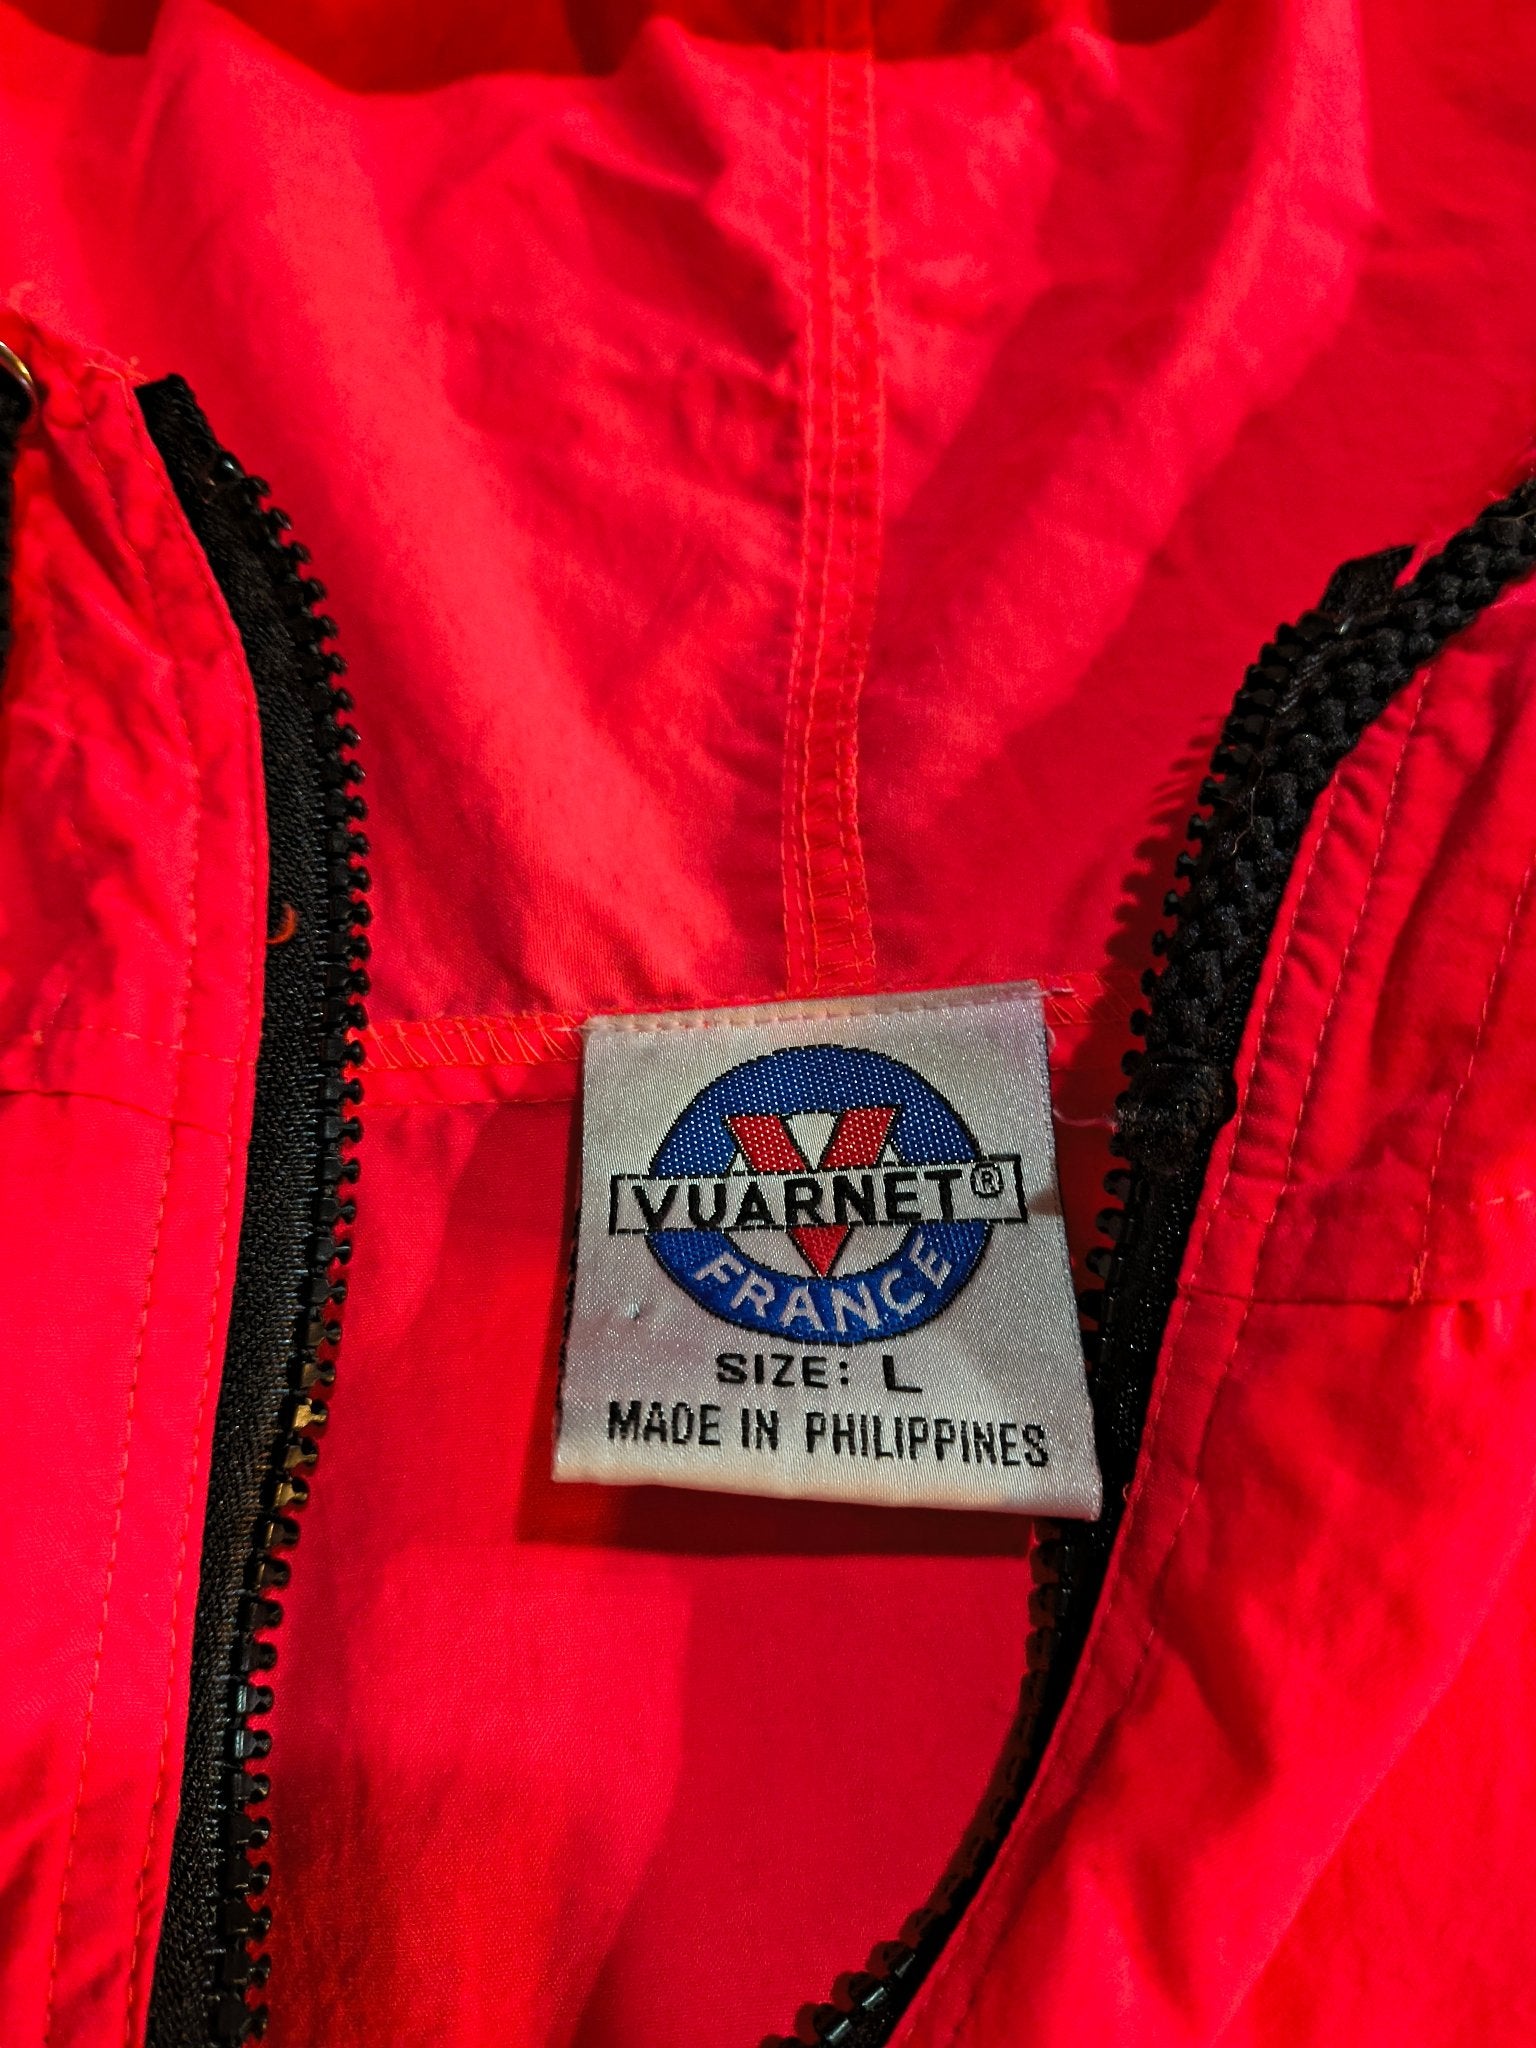 VUARNET®
FRANCE
SIZE: L
MADE IN PHILIPPINES